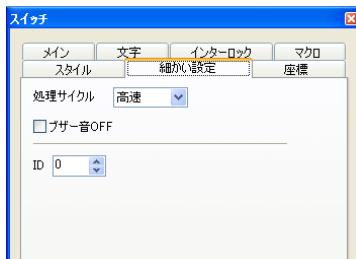 スイッチ
メイン 文字 インターロック マクロ
スタイル 細かい設定 座標
処理サイクル 高速
ブザー音OFF
ID 0